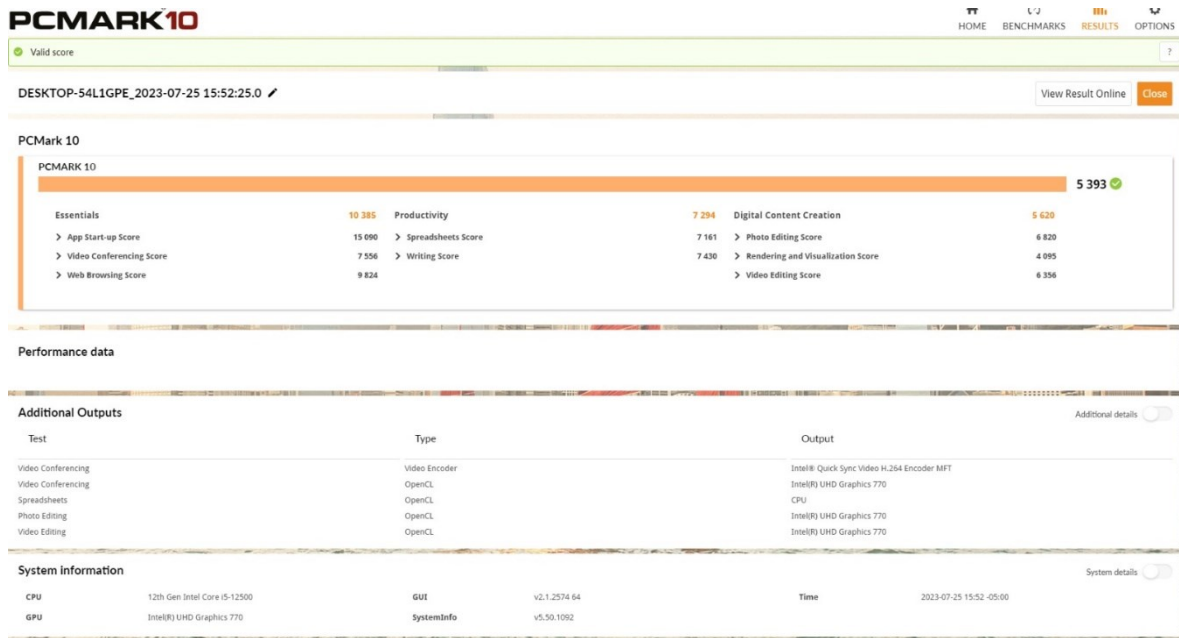 PCMARK 10
HOME BENCHMARKS RESULTS OPTIONS
Valid score
?
DESKTOP-54L1GPE_2023-07-25 15:52:25.0
View Result Online Close
PCMark 10
PCMARK 10
5 393
Essentials 10 385 Productivity 7 294 Digital Content Creation 5 620
App Start-up Score 15 090 Spreadsheets Score 7 161 Photo Editing Score 6 820
Video Conferencing Score 7 556 Writing Score 7 430 Rendering and Visualization Score 4 095
Web Browsing Score 9 824 Video Editing Score 6 356
Performance data
Additional Outputs Additional details
Test Type Output
Video Conferencing Video Encoder Intel® Quick Sync Video H.264 Encoder MFT
Video Conferencing OpenCL Intel(R) UHD Graphics 770
Spreadsheets OpenCL CPU
Photo Editing OpenCL Intel(R) UHD Graphics 770
Video Editing OpenCL Intel(R) UHD Graphics 770
System information System details
CPU 12th Gen Intel Core i5-12500 GUI v2.1.2574 64 Time 2023-07-25 15:52 -05:00
GPU Intel(R) UHD Graphics 770 SystemInfo v5.50.1092